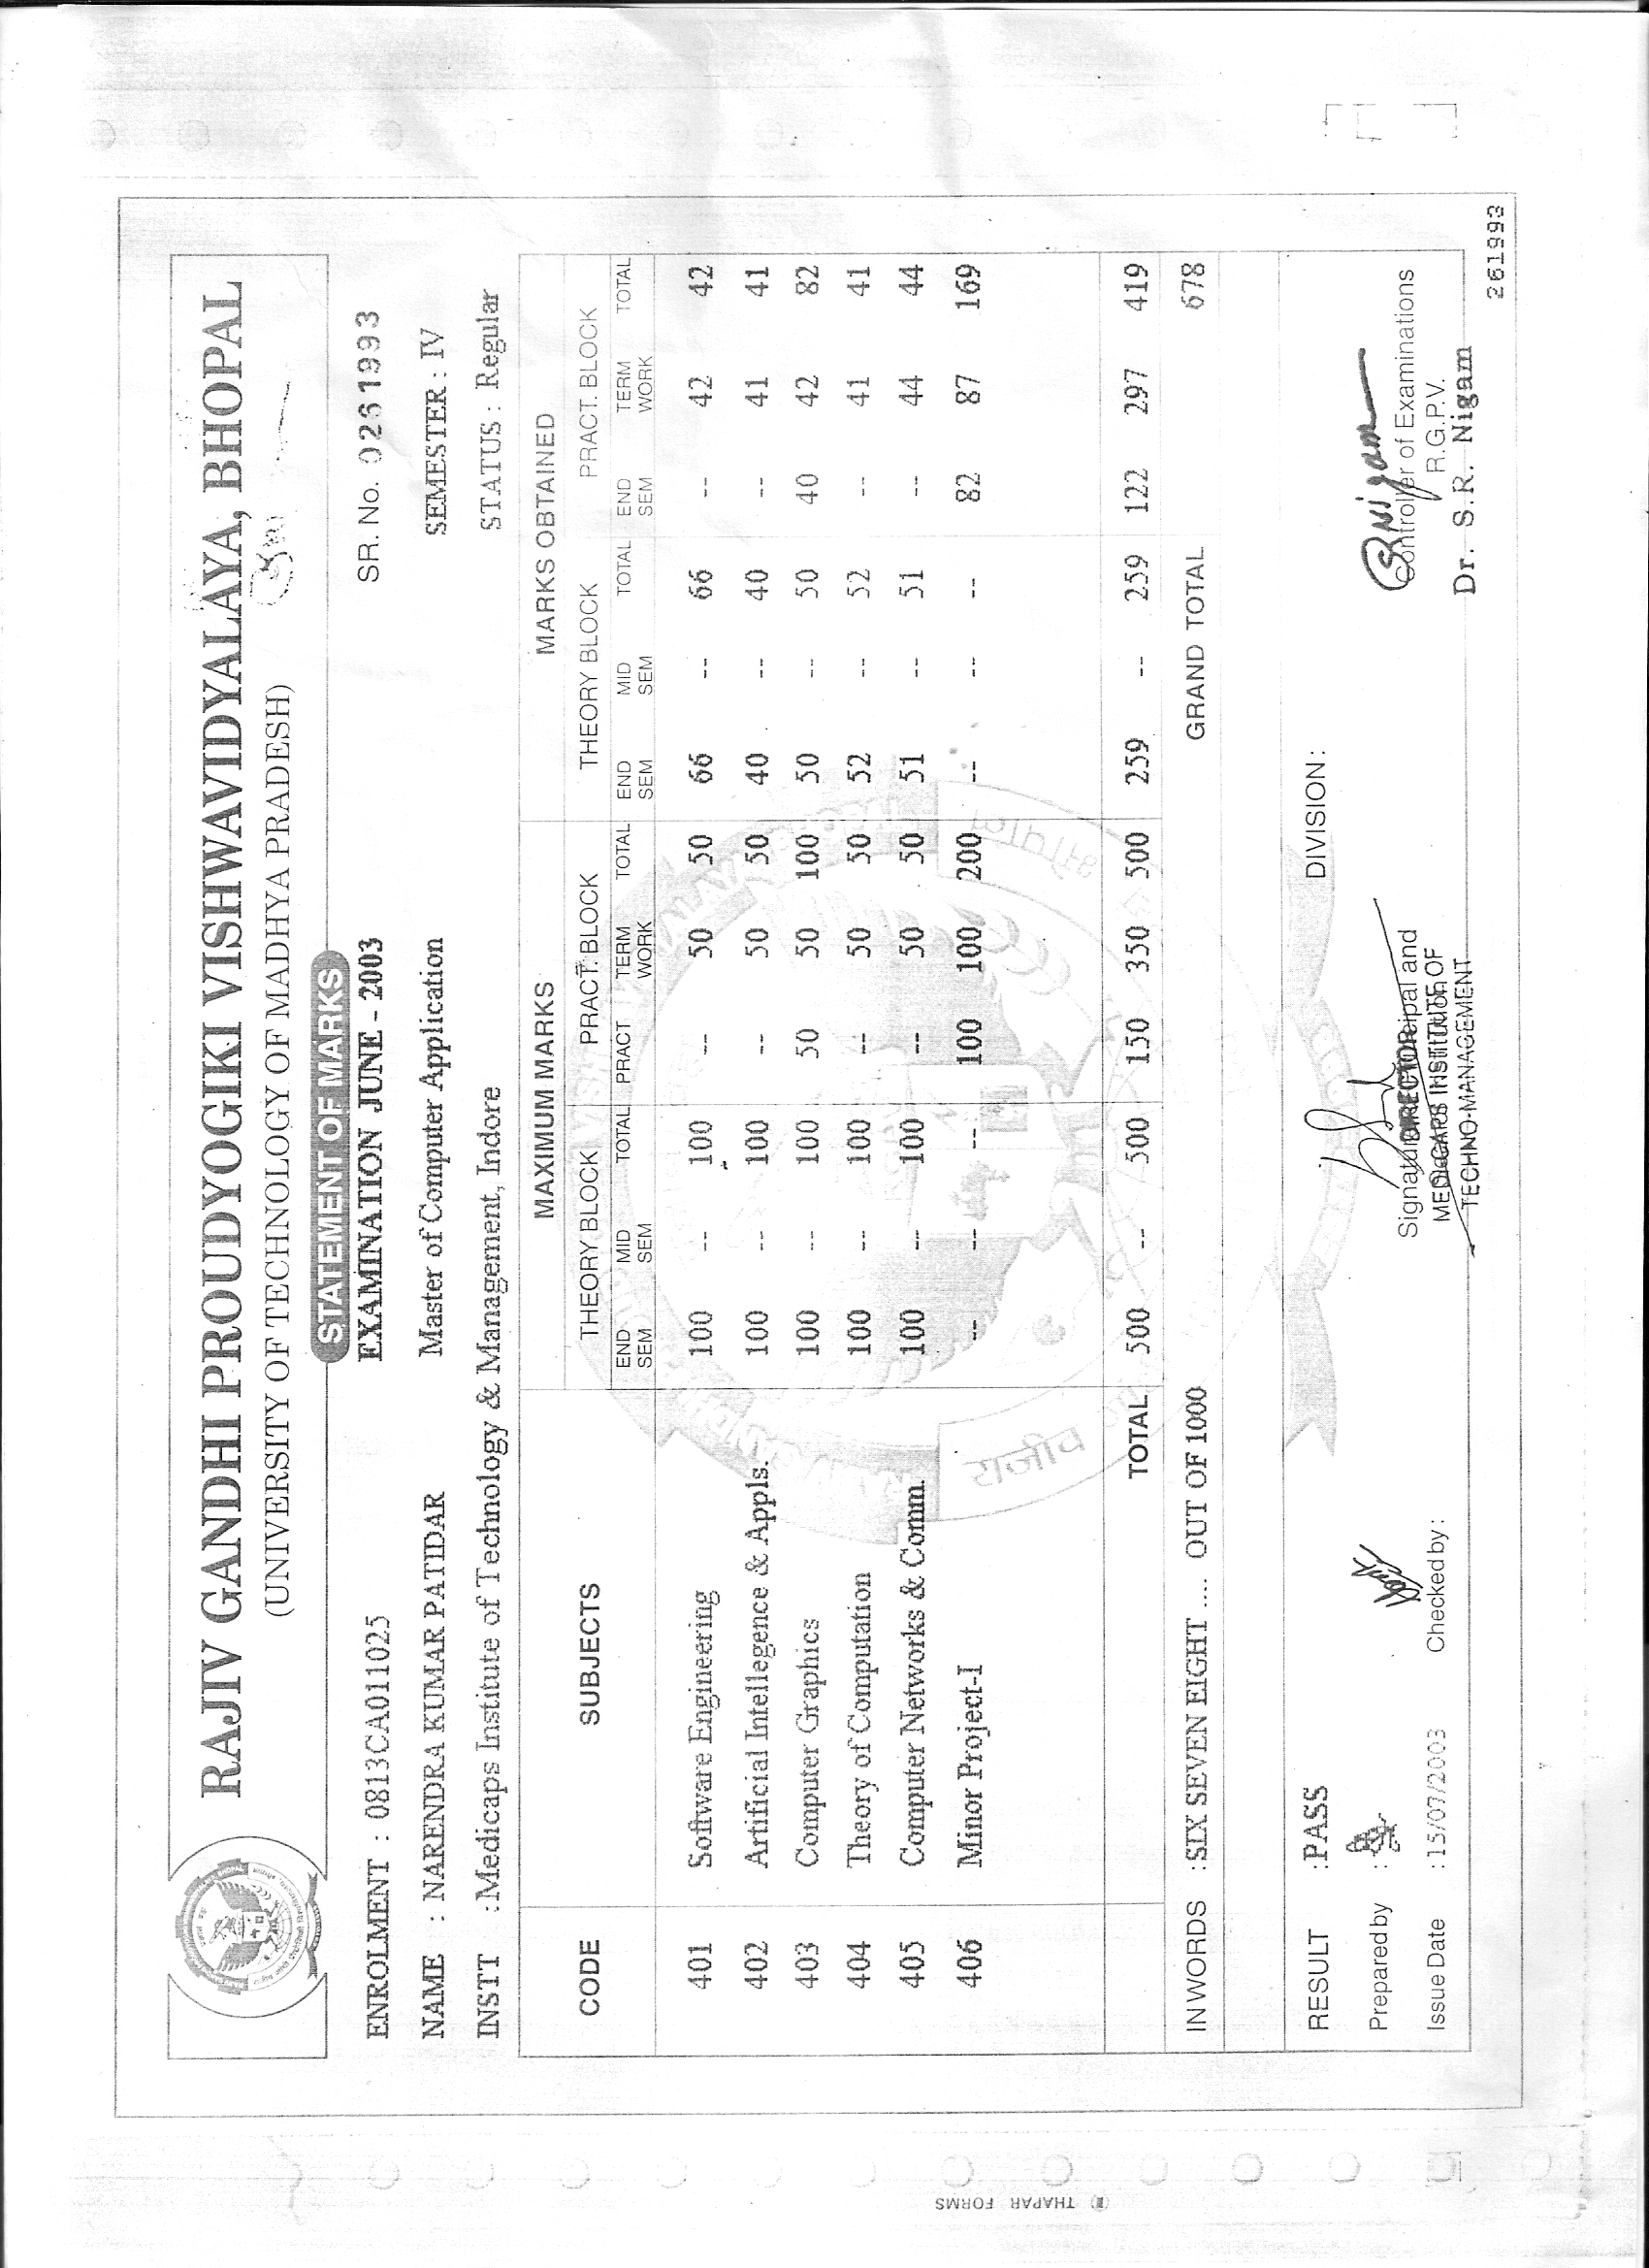 RAJIV GANDHI PROUDYOGIKI VISHWAVIDYALAYA, BHOPAL
(UNIVERSITY OF TECHNOLOGY OF MADHYA PRADESH)
STATEMENT OF MARKS
ENROLMENT : 0813CA011025 EXAMINATION JUNE - 2003 SR. No. 0261993
NAME : NARENDRA KUMAR PATIDAR Master of Computer Application SEMESTER : IV
INSTT : Medicaps Institute of Technology & Management, Indore STATUS : Regular
MAXIMUM MARKS MARKS OBTAINED
CODE SUBJECTS THEORY BLOCK PRACT. BLOCK THEORY BLOCK PRACT. BLOCK
END SEM MID SEM TOTAL PRACT TERM WORK TOTAL END SEM MID SEM TOTAL END SEM TERM WORK TOTAL
401 Software Engineering 100 -- 100 -- 50 50 66 -- 66 -- 42 42
402 Artificial Intellegence & Appls. 100 -- 100 -- 50 50 40 -- 40 -- 41 41
403 Computer Graphics 100 -- 100 50 50 100 50 -- 50 40 42 82
404 Theory of Computation 100 -- 100 -- 50 50 52 -- 52 -- 41 41
405 Computer Networks & Comm. 100 -- 100 -- 50 50 51 -- 51 -- 44 44
406 Minor Project-I -- -- -- 100 100 200 -- -- -- 82 87 169
TOTAL 500 -- 500 150 350 500 259 -- 259 122 297 419
IN WORDS : SIX SEVEN EIGHT .... OUT OF 1000 GRAND TOTAL 678
RESULT : PASS DIVISION :
Prepared by :
Issue Date : 15/07/2003 Checked by :
DIRECTOR
MEDICAPS INSTITUTE OF
TECHNO-MANAGEMENT
Controller of Examinations
R.G.P.V.
Dr. S.R. Nigam
261993
THAPAR FORMS